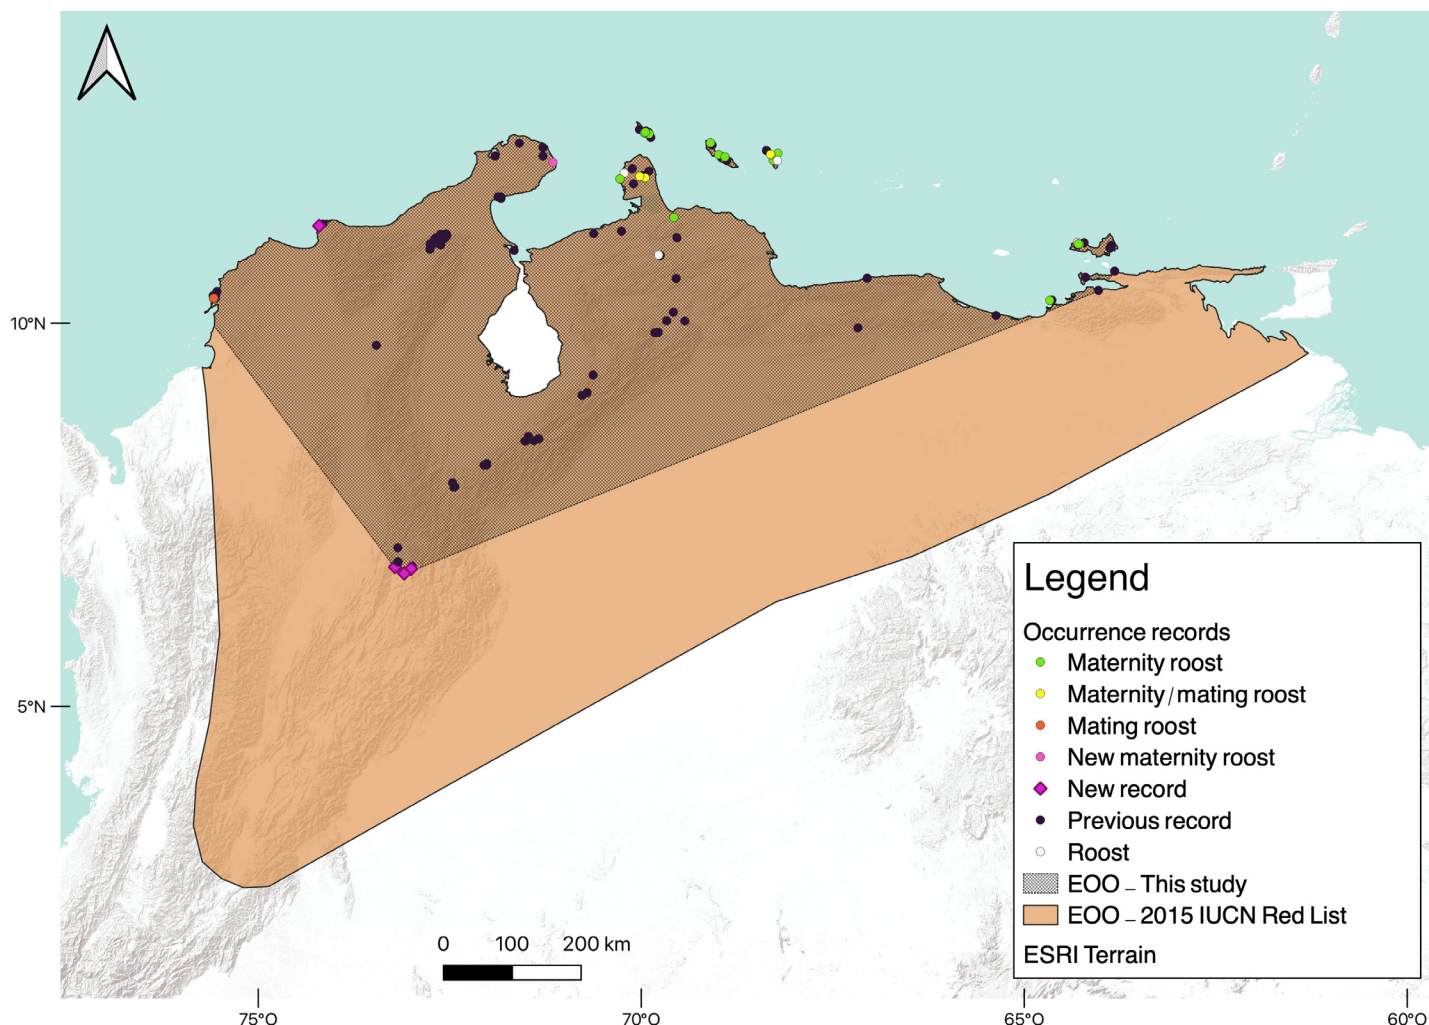 10°N
5°N
75°O
70°O
65°O
60°O
0 100 200 km
Legend
Occurrence records
Maternity roost
Maternity / mating roost
Mating roost
New maternity roost
New record
Previous record
Roost
EOO – This study
EOO – 2015 IUCN Red List
ESRI Terrain